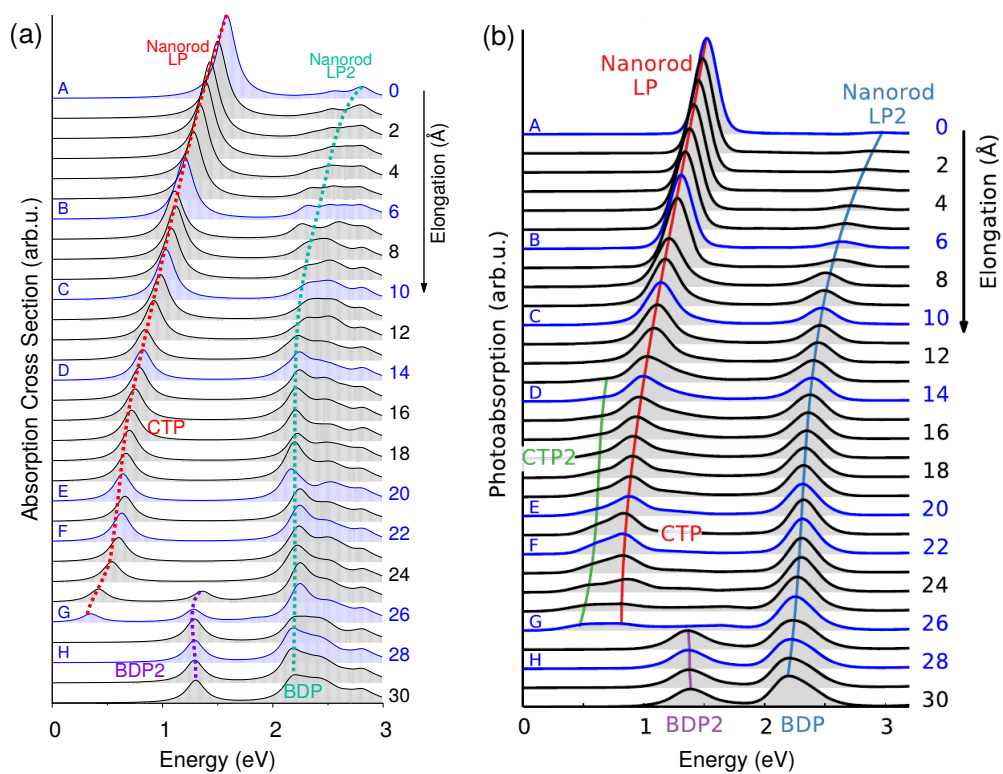 (a)
Absorption Cross Section (arb.u.)
Nanorod
LP
Nanorod
LP2
A
B
C
D
E
F
G
H
CTP
BDP2
BDP
0
2
4
6
8
10
12
14
16
18
20
22
24
26
28
30
Elongation (Å)
0 1 2 3
Energy (eV)
(b)
Photoabsorption (arb.u.)
Nanorod
LP
Nanorod
LP2
A
B
C
D
E
F
G
H
CTP2
CTP
0
2
4
6
8
10
12
14
16
18
20
22
24
26
28
30
Elongation (Å)
BDP2 BDP
0 1 2 3
Energy (eV)